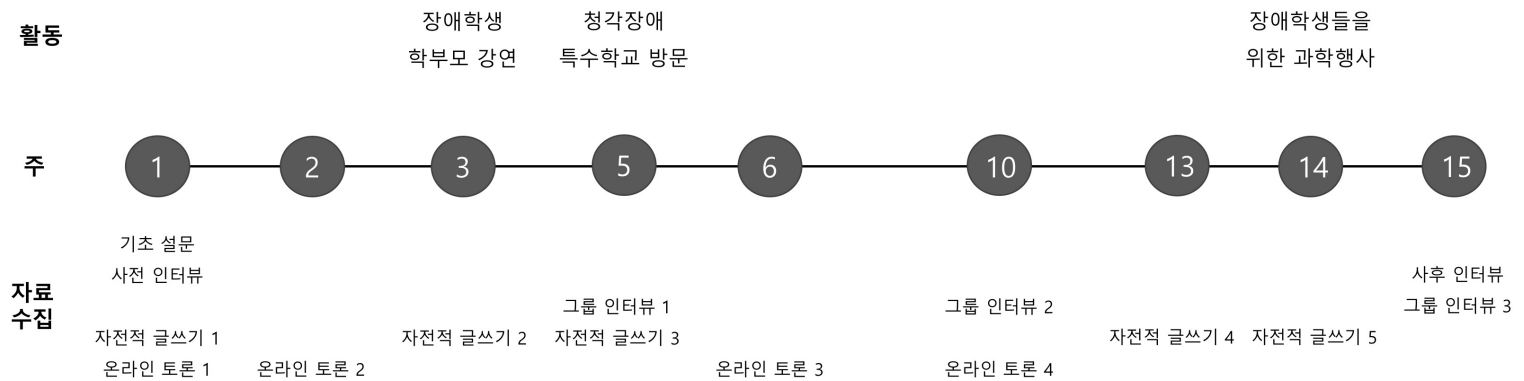 활동
장애학생
학부모 강연
청각장애
특수학교 방문
장애학생들을
위한 과학행사
주
1 2 3 5 6 10 13 14 15
자료
수집
기초 설문
사전 인터뷰 사후 인터뷰
그룹 인터뷰 1 그룹 인터뷰 2 그룹 인터뷰 3
자전적 글쓰기 1 자전적 글쓰기 2 자전적 글쓰기 3 자전적 글쓰기 4 자전적 글쓰기 5
온라인 토론 1 온라인 토론 2 온라인 토론 3 온라인 토론 4